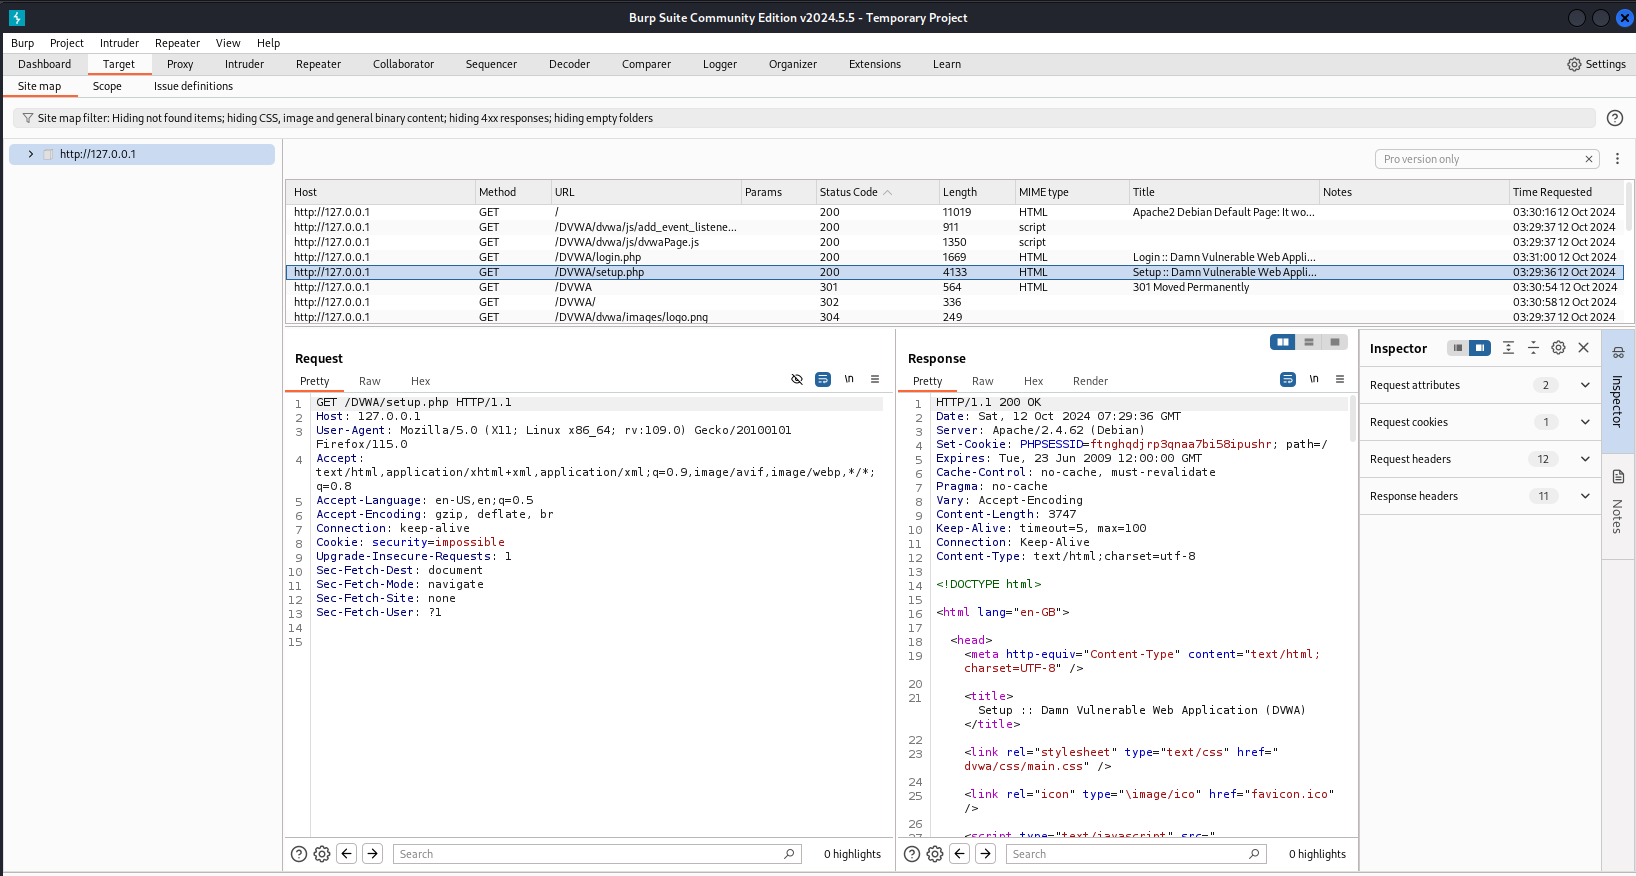 Burp Suite Community Edition v2024.5.5 - Temporary Project
Burp Project Intruder Repeater View Help
Dashboard Target Proxy Intruder Repeater Collaborator Sequencer Decoder Comparer Logger Organizer Extensions Learn Settings
Site map Scope Issue definitions
Site map filter: Hiding not found items; hiding CSS, image and general binary content; hiding 4xx responses; hiding empty folders
http://127.0.0.1
Pro version only
Host Method URL Params Status Code Length MIME type Title Notes Time Requested
http://127.0.0.1 GET / 200 11019 HTML Apache2 Debian Default Page: It wo... 03:30:16 12 Oct 2024
http://127.0.0.1 GET /DVWA/dvwa/js/add_event_listene... 200 911 script 03:29:37 12 Oct 2024
http://127.0.0.1 GET /DVWA/dvwa/js/dvwaPage.js 200 1350 script 03:29:37 12 Oct 2024
http://127.0.0.1 GET /DVWA/login.php 200 1669 HTML Login :: Damn Vulnerable Web Appli... 03:31:00 12 Oct 2024
http://127.0.0.1 GET /DVWA/setup.php 200 4133 HTML Setup :: Damn Vulnerable Web Appli... 03:29:36 12 Oct 2024
http://127.0.0.1 GET /DVWA 301 564 HTML 301 Moved Permanently 03:30:54 12 Oct 2024
http://127.0.0.1 GET /DVWA/ 302 336 03:30:58 12 Oct 2024
http://127.0.0.1 GET /DVWA/dvwa/images/logo.png 304 249 03:29:37 12 Oct 2024
Request
Pretty Raw Hex
\n
1 GET /DVWA/setup.php HTTP/1.1
2 Host: 127.0.0.1
3 User-Agent: Mozilla/5.0 (X11; Linux x86_64; rv:109.0) Gecko/20100101
Firefox/115.0
4 Accept:
text/html,application/xhtml+xml,application/xml;q=0.9,image/avif,image/webp,*/*;
q=0.8
5 Accept-Language: en-US,en;q=0.5
6 Accept-Encoding: gzip, deflate, br
7 Connection: keep-alive
8 Cookie: security=impossible
9 Upgrade-Insecure-Requests: 1
10 Sec-Fetch-Dest: document
11 Sec-Fetch-Mode: navigate
12 Sec-Fetch-Site: none
13 Sec-Fetch-User: ?1
14
15
Search
0 highlights
Response
Pretty Raw Hex Render
\n
1 HTTP/1.1 200 OK
2 Date: Sat, 12 Oct 2024 07:29:36 GMT
3 Server: Apache/2.4.62 (Debian)
4 Set-Cookie: PHPSESSID=ftnghqdjrp3qnaa7bi58ipushr; path=/
5 Expires: Tue, 23 Jun 2009 12:00:00 GMT
6 Cache-Control: no-cache, must-revalidate
7 Pragma: no-cache
8 Vary: Accept-Encoding
9 Content-Length: 3747
10 Keep-Alive: timeout=5, max=100
11 Connection: Keep-Alive
12 Content-Type: text/html;charset=utf-8
13
14 <!DOCTYPE html>
15
16 <html lang="en-GB">
17
18 <head>
19 <meta http-equiv="Content-Type" content="text/html;
charset=UTF-8" />
20
21 <title>
Setup :: Damn Vulnerable Web Application (DVWA)
</title>
22
23 <link rel="stylesheet" type="text/css" href="
dvwa/css/main.css" />
24
25 <link rel="icon" type="\image/ico" href="favicon.ico"
/>
26
27 <script type="text/javascript" src="
Search
0 highlights
Inspector
Request attributes 2
Request cookies 1
Request headers 12
Response headers 11
Inspector
Notes